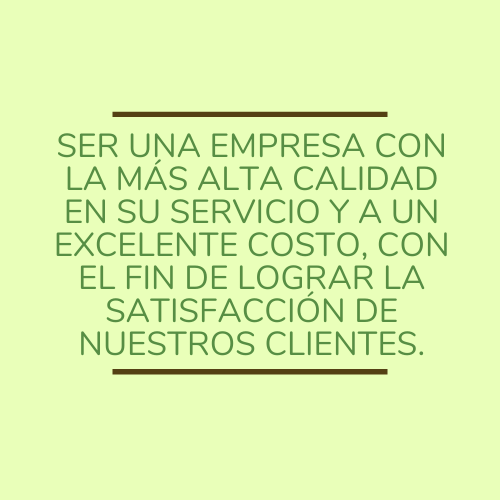 SER UNA EMPRESA CON
LA MÁS ALTA CALIDAD
EN SU SERVICIO Y A UN
EXCELENTE COSTO, CON
EL FIN DE LOGRAR LA
SATISFACCIÓN DE
NUESTROS CLIENTES.